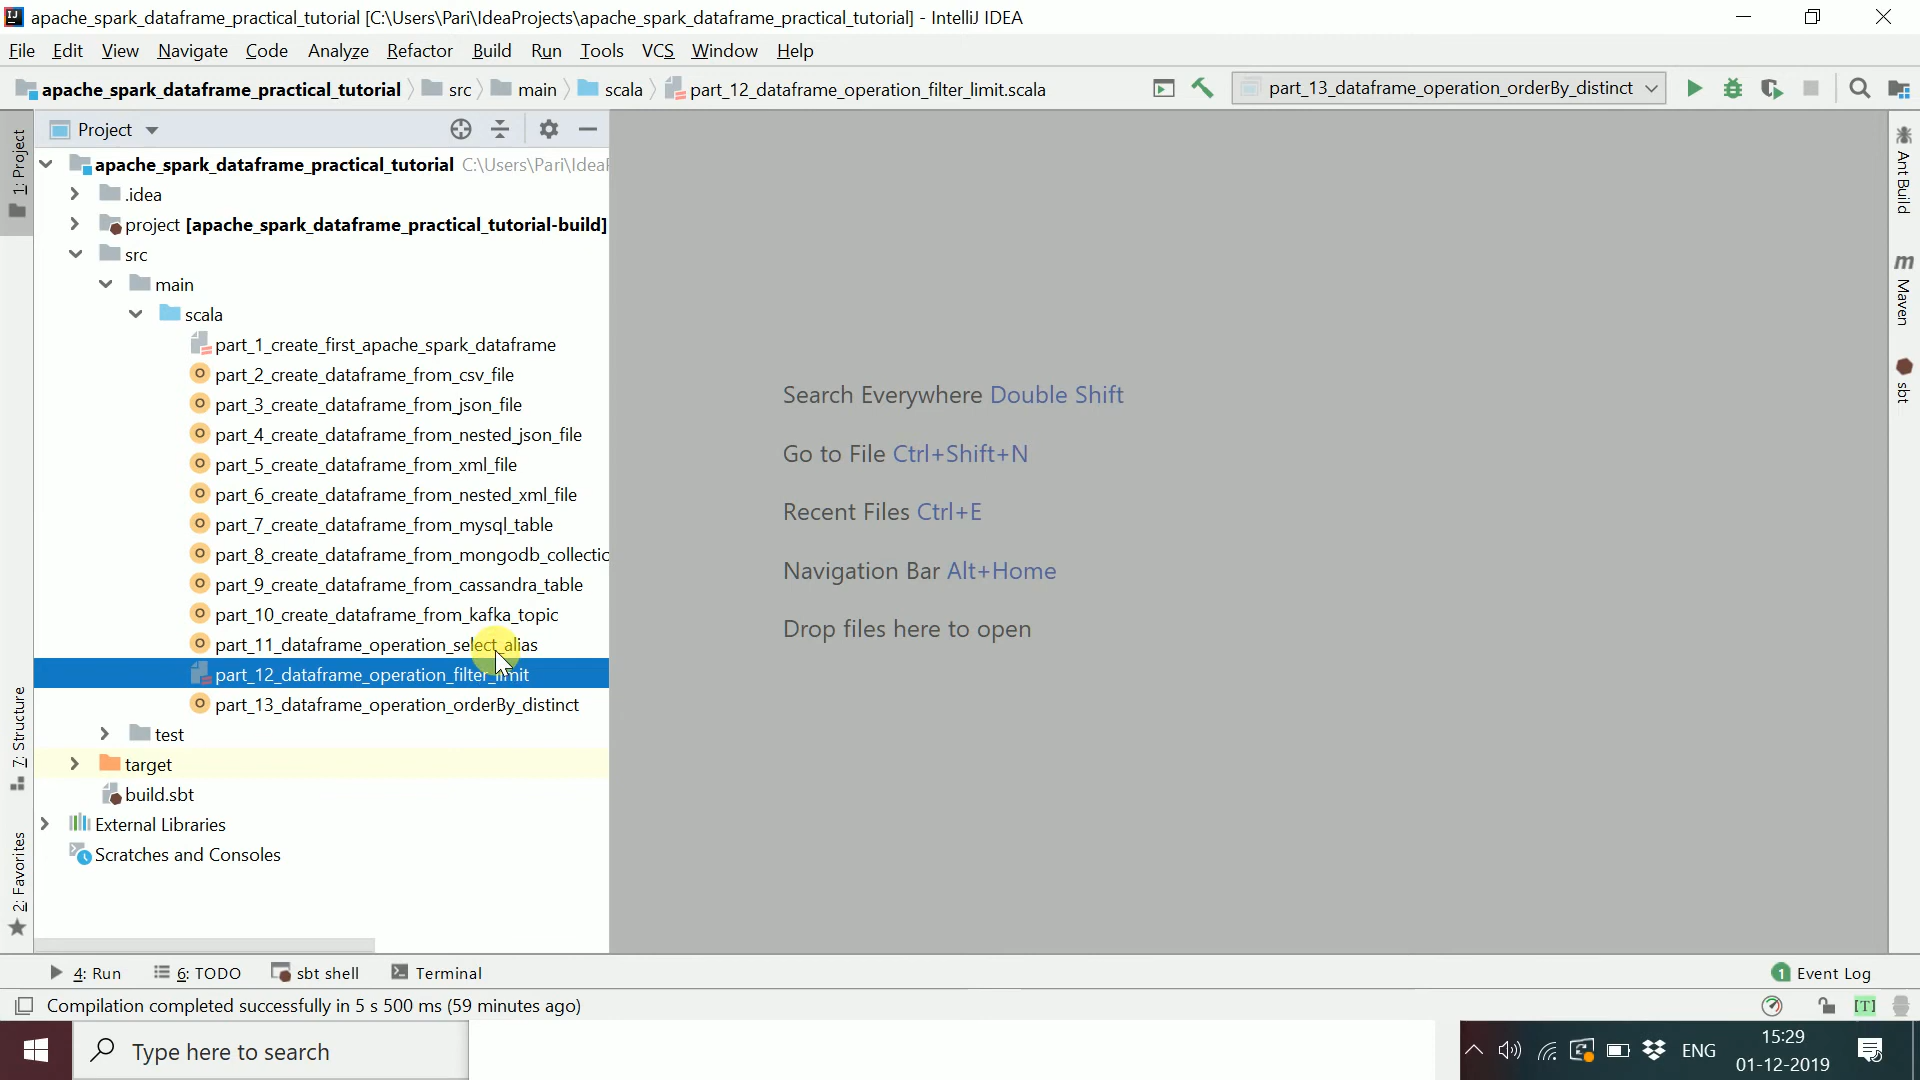 apache_spark_dataframe_practical_tutorial [C:\Users\Pari\IdeaProjects\apache_spark_dataframe_practical_tutorial] - IntelliJ IDEA
File Edit View Navigate Code Analyze Refactor Build Run Tools VCS Window Help
apache_spark_dataframe_practical_tutorial src main scala part_12_dataframe_operation_filter_limit.scala part_13_dataframe_operation_orderBy_distinct
Project
apache_spark_dataframe_practical_tutorial C:\Users\Pari\Idea
.idea
project [apache_spark_dataframe_practical_tutorial-build]
src
main
scala
part_1_create_first_apache_spark_dataframe
part_2_create_dataframe_from_csv_file
part_3_create_dataframe_from_json_file
part_4_create_dataframe_from_nested_json_file
part_5_create_dataframe_from_xml_file
part_6_create_dataframe_from_nested_xml_file
part_7_create_dataframe_from_mysql_table
part_8_create_dataframe_from_mongodb_collectic
part_9_create_dataframe_from_cassandra_table
part_10_create_dataframe_from_kafka_topic
part_11_dataframe_operation_select_alias
part_12_dataframe_operation_filter_limit
part_13_dataframe_operation_orderBy_distinct
test
target
build.sbt
External Libraries
Scratches and Consoles
1: Project
7: Structure
2: Favorites
Search Everywhere Double Shift
Go to File Ctrl+Shift+N
Recent Files Ctrl+E
Navigation Bar Alt+Home
Drop files here to open
Ant Build
m Maven
sbt
4: Run 6: TODO sbt shell Terminal 1 Event Log
Compilation completed successfully in 5 s 500 ms (59 minutes ago) [T]
Type here to search
ENG
15:29
01-12-2019